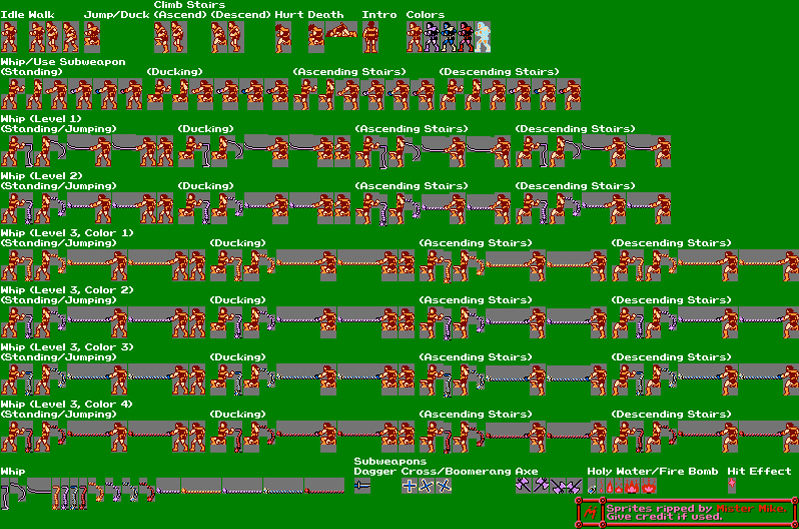 Climb Stairs
Idle Walk Jump/Duck (Ascend) (Descend) Hurt Death Intro Colors
Whip/Use Subweapon
(Standing) (Ducking) (Ascending Stairs) (Descending Stairs)
Whip (Level 1)
(Standing/Jumping) (Ducking) (Ascending Stairs) (Descending Stairs)
Whip (Level 2)
(Standing/Jumping) (Ducking) (Ascending Stairs) (Descending Stairs)
Whip (Level 3, Color 1)
(Standing/Jumping) (Ducking) (Ascending Stairs) (Descending Stairs)
Whip (Level 3, Color 2)
(Standing/Jumping) (Ducking) (Ascending Stairs) (Descending Stairs)
Whip (Level 3, Color 3)
(Standing/Jumping) (Ducking) (Ascending Stairs) (Descending Stairs)
Whip (Level 3, Color 4)
(Standing/Jumping) (Ducking) (Ascending Stairs) (Descending Stairs)
Subweapons
Whip Dagger Cross/Boomerang Axe Holy Water/Fire Bomb Hit Effect
Sprites ripped by Mister Mike.
Give credit if used.